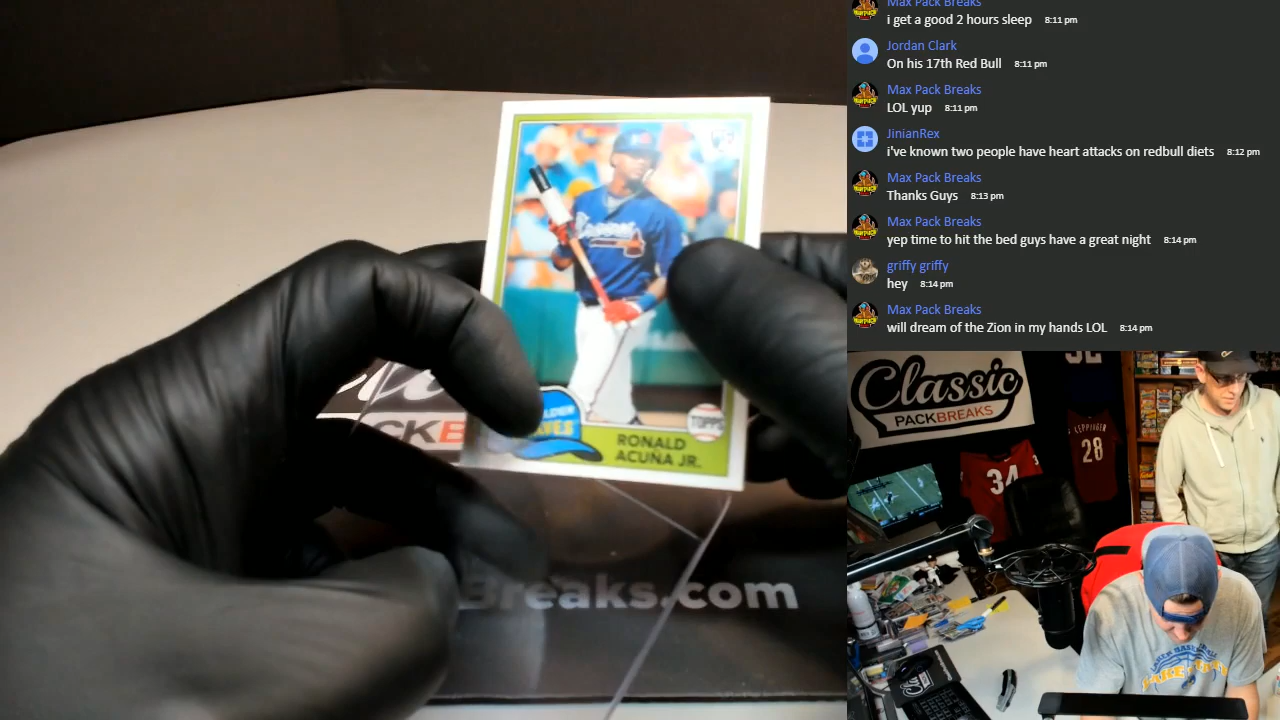 Max Pack Breaks
i get a good 2 hours sleep 8:11 pm
Jordan Clark
On his 17th Red Bull 8:11 pm
Max Pack Breaks
LOL yup 8:11 pm
JinianRex
i've known two people have heart attacks on redbull diets 8:12 pm
Max Pack Breaks
Thanks Guys 8:13 pm
Max Pack Breaks
yep time to hit the bed guys have a great night 8:14 pm
griffy griffy
hey 8:14 pm
Max Pack Breaks
will dream of the Zion in my hands LOL 8:14 pm
TOPPS
RONALD
ACUÑA JR.
CKB
Breaks.com
Classic
PACKBREAKS
34
28